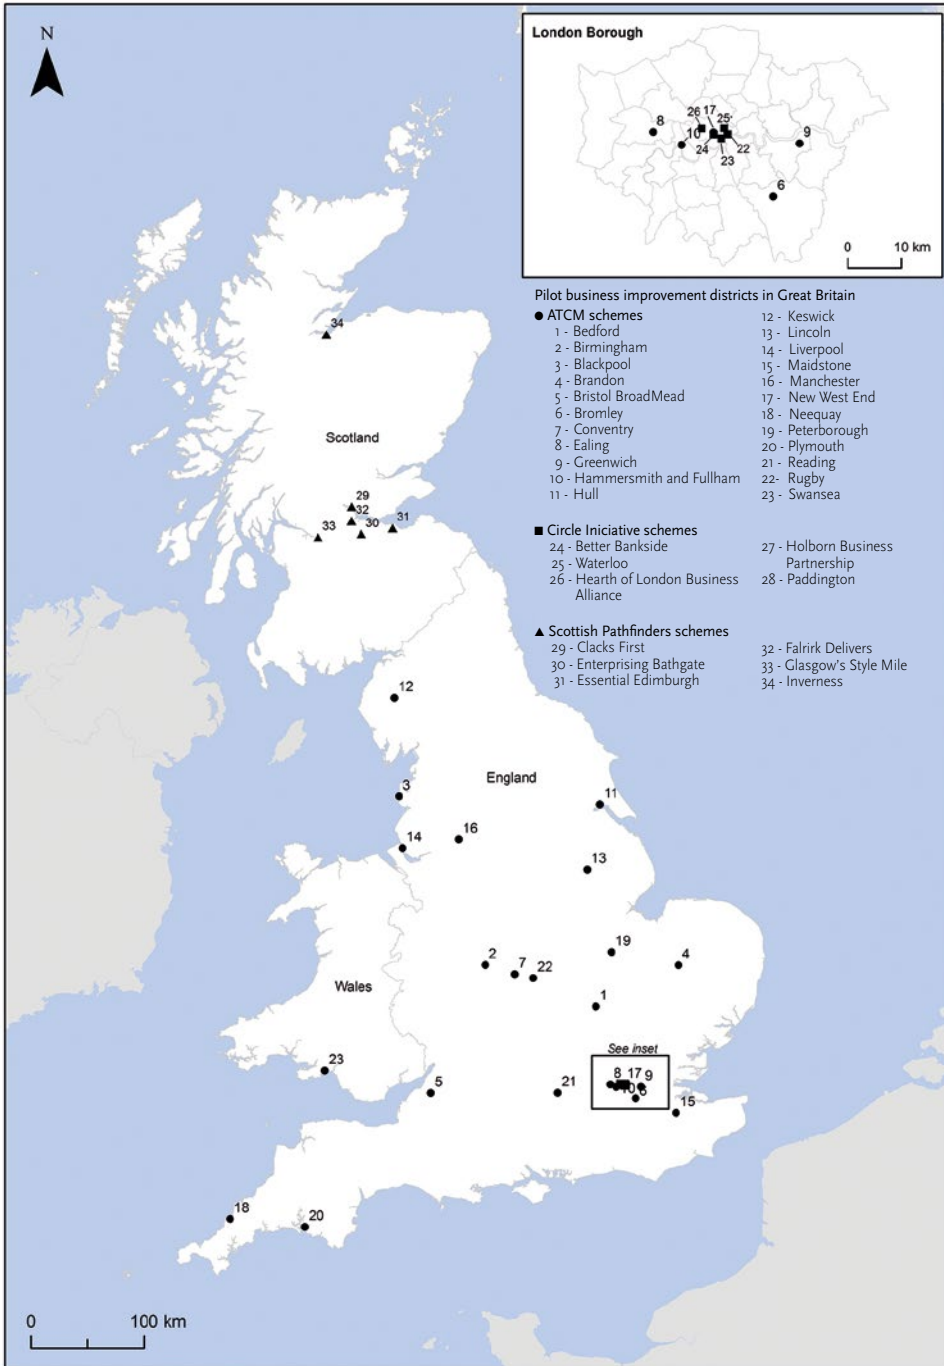 N
London Borough
26 17 25
8
10
9
24 22
23
6
0 10 km
Pilot business improvement districts in Great Britain
ATCM schemes
1 - Bedford
2 - Birmingham
3 - Blackpool
4 - Brandon
5 - Bristol BroadMead
6 - Bromley
7 - Conventry
8 - Ealing
9 - Greenwich
10 - Hammersmith and Fullham
11 - Hull
12 - Keswick
13 - Lincoln
14 - Liverpool
15 - Maidstone
16 - Manchester
17 - New West End
18 - Neequay
19 - Peterborough
20 - Plymouth
21 - Reading
22- Rugby
23 - Swansea
Circle Iniciative schemes
24 - Better Bankside
25 - Waterloo
26 - Hearth of London Business
Alliance
27 - Holborn Business
Partnership
28 - Paddington
Scottish Pathfinders schemes
29 - Clacks First
30 - Enterprising Bathgate
31 - Essential Edimburgh
32 - Falrirk Delivers
33 - Glasgow's Style Mile
34 - Inverness
34
Scotland
29
32
33 30 31
12
England
3
11
14 16
13
19
2 7 22
4
Wales
1
See inset
23
8 17 9
10 6
5
21
15
18
20
0 100 km